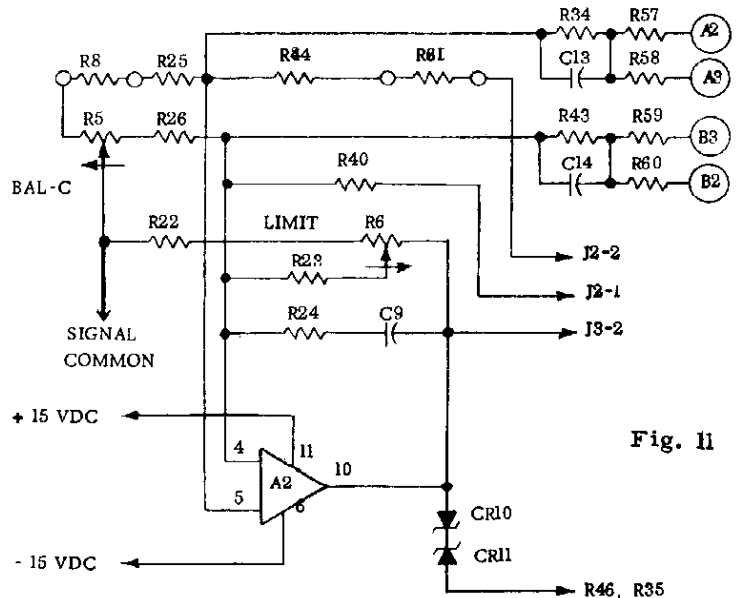 R34
R57
A2
R8
R25
R44
R61
C13
R58
A3
R5
R26
R43
R59
B3
C14
R60
B2
BAL-C
R40
R22
LIMIT
R6
J2-2
R23
J2-1
R24
C9
J3-2
SIGNAL
COMMON
+ 15 VDC
4
11
10
A2
5
6
Fig. 11
CR10
- 15 VDC
CR11
R46, R35